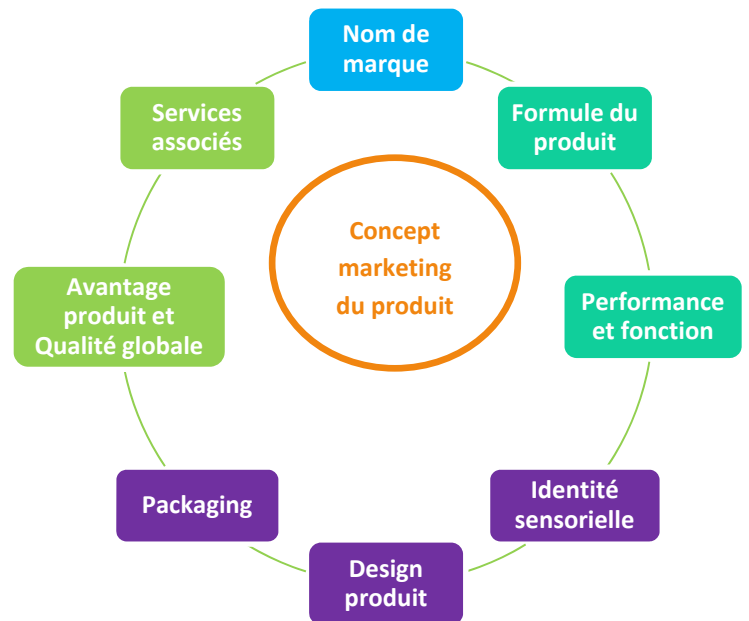 Nom de
marque
Formule du
produit
Performance
et fonction
Identité
sensorielle
Design
produit
Packaging
Avantage
produit et
Qualité globale
Services
associés
Concept
marketing
du produit